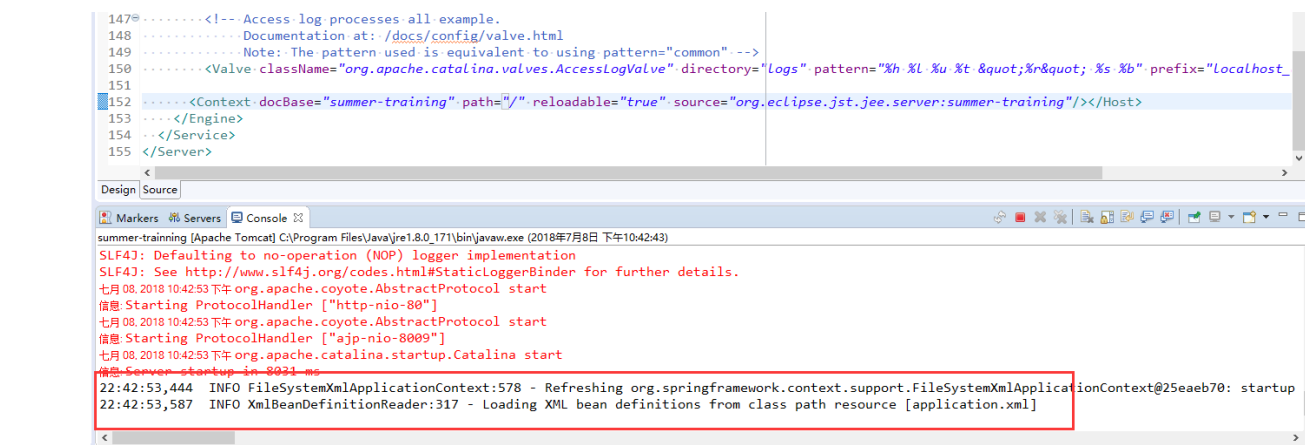 147 <!-- Access log processes all example.
148 Documentation at: /docs/config/valve.html
149 Note: The pattern used is equivalent to using pattern="common" -->
150 <Valve className="org.apache.catalina.valves.AccessLogValve" directory="logs" pattern="%h %l %u %t &quot;%r&quot; %s %b" prefix="localhost_
151
152 <Context docBase="summer-training" path="/" reloadable="true" source="org.eclipse.jst.jee.server:summer-training"/></Host>
153 </Engine>
154 </Service>
155 </Server>
Design Source
Markers Servers Console
summer-trainning [Apache Tomcat] C:\Program Files\Java\jre1.8.0_171\bin\javaw.exe (2018年7月8日 下午10:42:43)
SLF4J: Defaulting to no-operation (NOP) logger implementation
SLF4J: See http://www.slf4j.org/codes.html#StaticLoggerBinder for further details.
七月 08, 2018 10:42:53 下午 org.apache.coyote.AbstractProtocol start
信息: Starting ProtocolHandler ["http-nio-80"]
七月 08, 2018 10:42:53 下午 org.apache.coyote.AbstractProtocol start
信息: Starting ProtocolHandler ["ajp-nio-8009"]
七月 08, 2018 10:42:53 下午 org.apache.catalina.startup.Catalina start
信息: Server startup in 8031 ms
22:42:53,444 INFO FileSystemXmlApplicationContext:578 - Refreshing org.springframework.context.support.FileSystemXmlApplicationContext@25eaeb70: startup
22:42:53,587 INFO XmlBeanDefinitionReader:317 - Loading XML bean definitions from class path resource [application.xml]